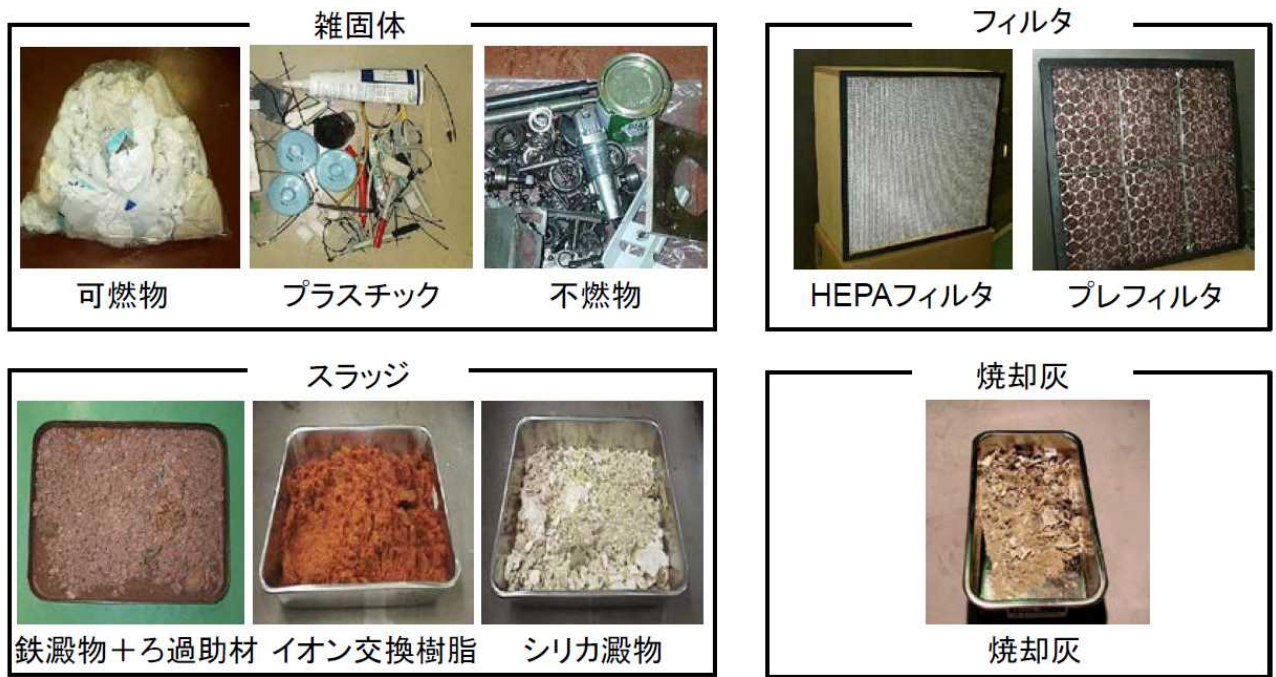 雑固体
可燃物
プラスチック
不燃物
フィルタ
HEPAフィルタ
プレフィルタ
スラッジ
鉄澱物＋ろ過助材
イオン交換樹脂
シリカ澱物
焼却灰
焼却灰